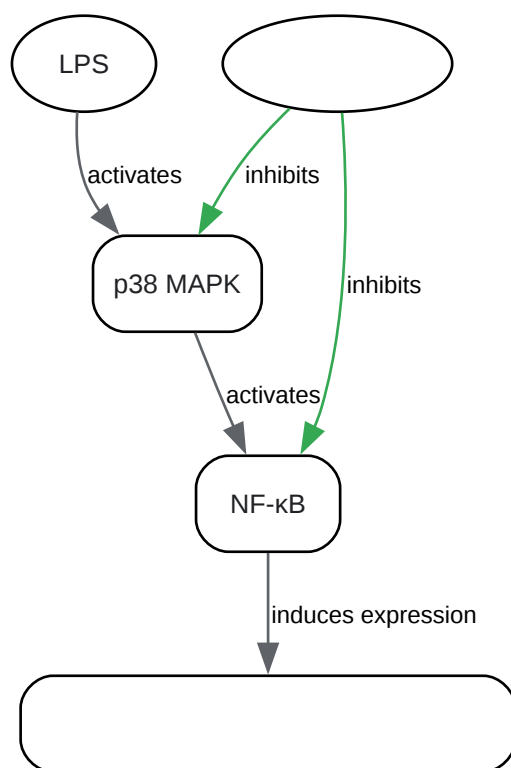 LPS
activates
inhibits
p38 MAPK
inhibits
activates
NF-κB
induces expression